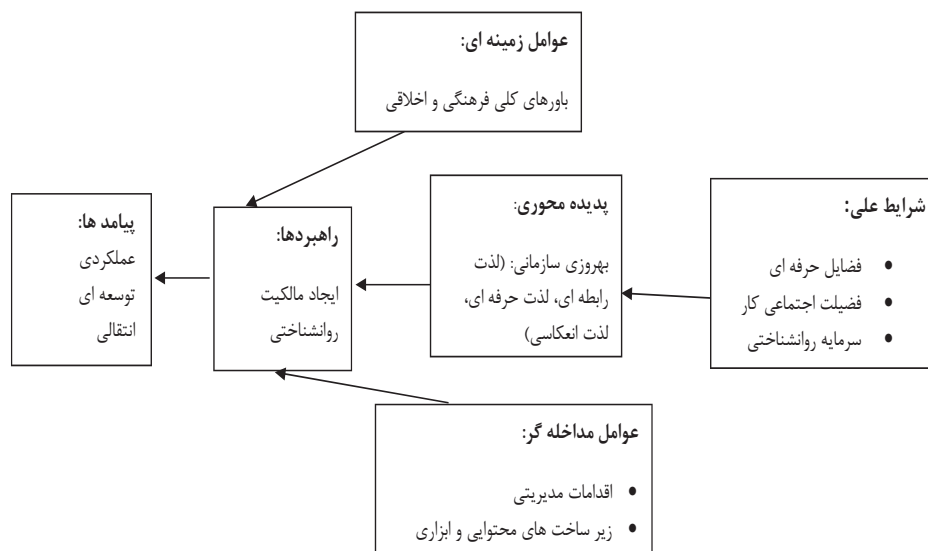 عوامل زمینه ای:
باورهای کلی فرهنگی و اخلاقی
شرایط علی:
• فضایل حرفه ای
• فضیلت اجتماعی کار
• سرمایه روانشناختی
پدیده محوری:
بهروزی سازمانی: (لذت
رابطه ای، لذت حرفه ای،
لذت انعکاسی)
راهبردها:
ایجاد مالکیت
روانشناختی
پیامد ها:
عملکردی
توسعه ای
انتقالی
عوامل مداخله گر:
• اقدامات مدیریتی
• زیر ساخت های محتوایی و ابزاری